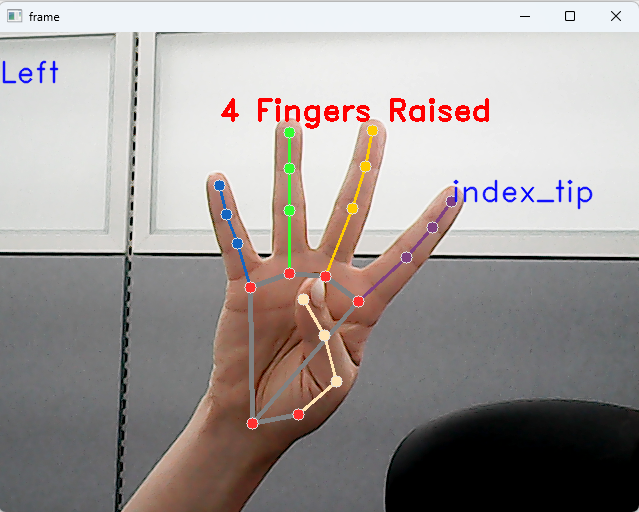 frame
Left
4 Fingers Raised
index_tip